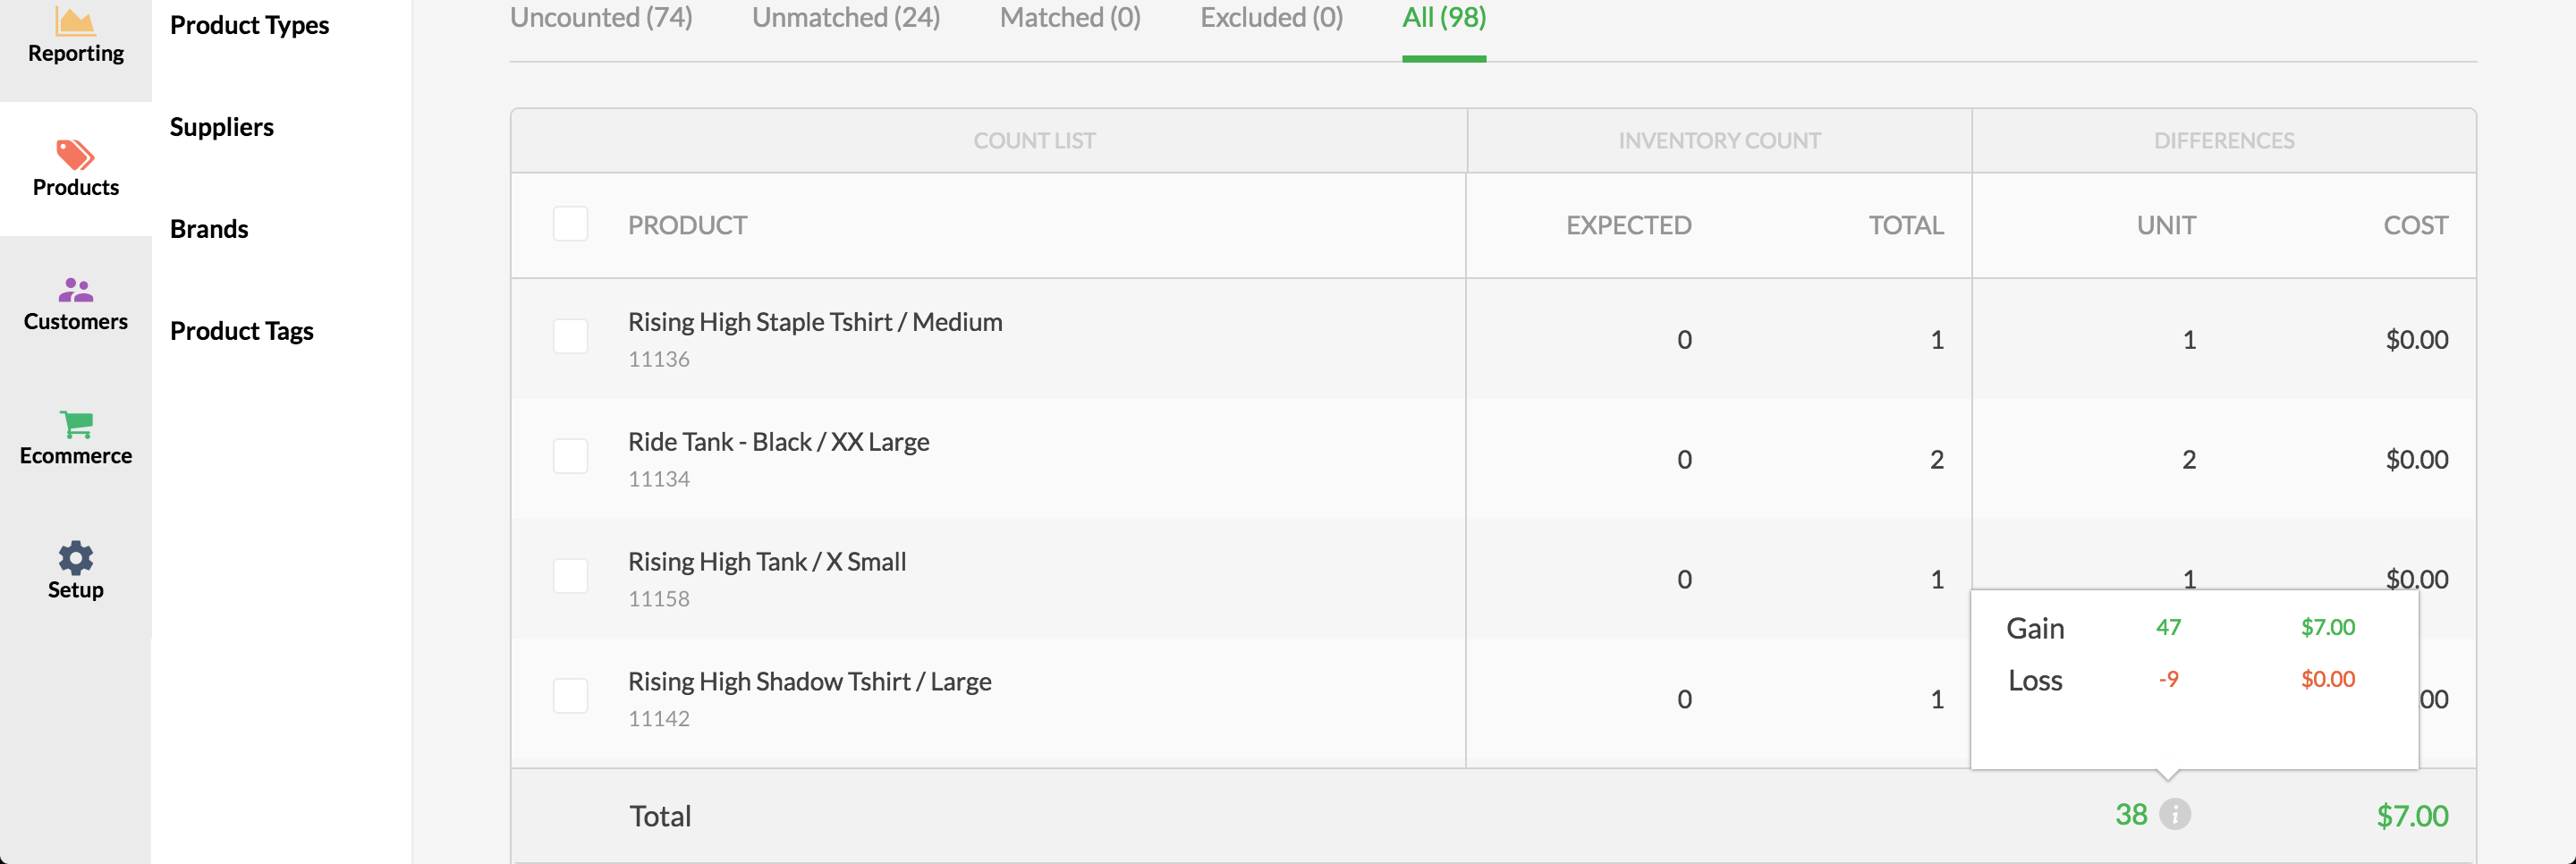 Reporting
Products
Customers
Ecommerce
Setup
Product Types
Suppliers
Brands
Product Tags
Uncounted (74) Unmatched (24) Matched (0) Excluded (0) All (98)
COUNT LIST INVENTORY COUNT DIFFERENCES
PRODUCT EXPECTED TOTAL UNIT COST
Rising High Staple Tshirt / Medium 0 1 1 $0.00
11136
Ride Tank - Black / XX Large 0 2 2 $0.00
11134
Rising High Tank / X Small 0 1 1 $0.00
11158
Rising High Shadow Tshirt / Large 0 1 .00
11142
Gain 47 $7.00
Loss -9 $0.00
Total 38 i $7.00